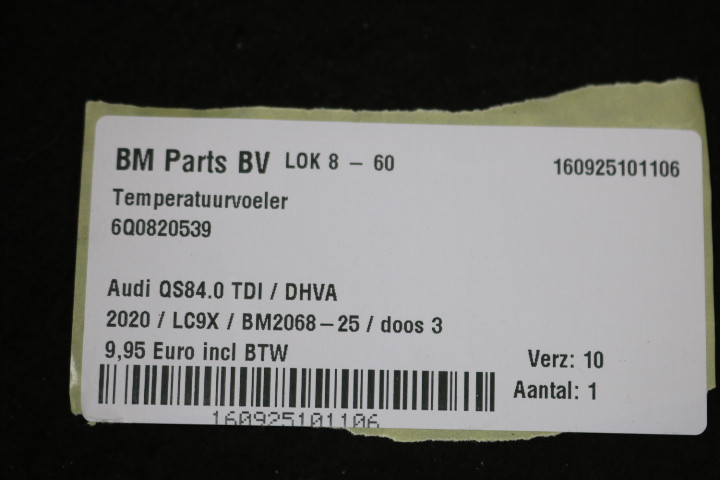 BM Parts BV LOK 8 – 60 160925101106
Temperatuurvoeler
6Q0820539
Audi QS84.0 TDI / DHVA
2020 / LC9X / BM2068–25 / doos 3
9,95 Euro incl BTW
Verz: 10
Aantal: 1
160925101106